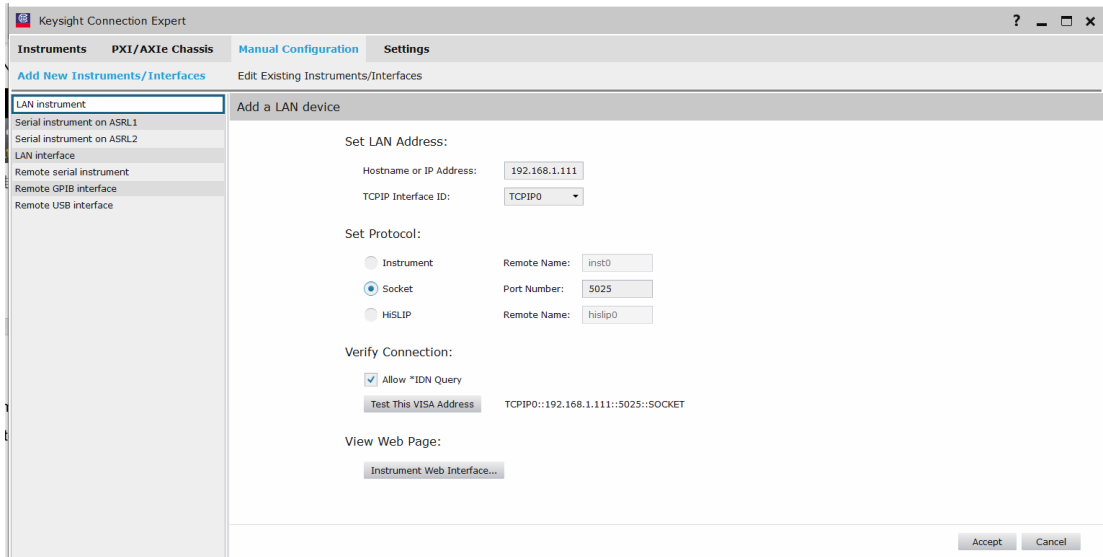 Keysight Connection Expert ?
Instruments PXI/AXIe Chassis Manual Configuration Settings
Add New Instruments/Interfaces Edit Existing Instruments/Interfaces
LAN instrument
Serial instrument on ASRL1
Serial instrument on ASRL2
LAN interface
Remote serial instrument
Remote GPIB interface
Remote USB interface
Add a LAN device
Set LAN Address:
Hostname or IP Address: 192.168.1.111
TCPIP Interface ID: TCPIP0
Set Protocol:
Instrument Remote Name: inst0
Socket Port Number: 5025
HiSLIP Remote Name: hislip0
Verify Connection:
Allow *IDN Query
Test This VISA Address TCPIP0::192.168.1.111::5025::SOCKET
View Web Page:
Instrument Web Interface...
Accept Cancel